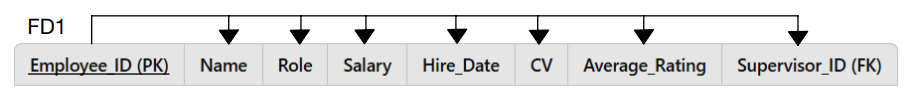 FD1
Employee_ID (PK) Name Role Salary Hire_Date CV Average_Rating Supervisor_ID (FK)